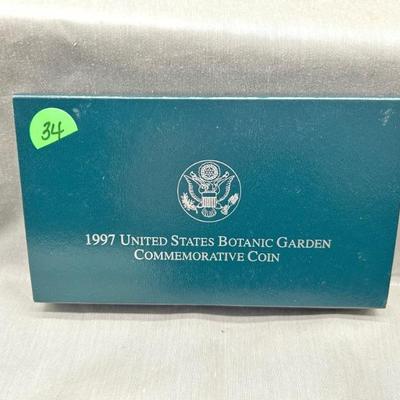 34
1997 United States Botanic Garden
Commemorative Coin